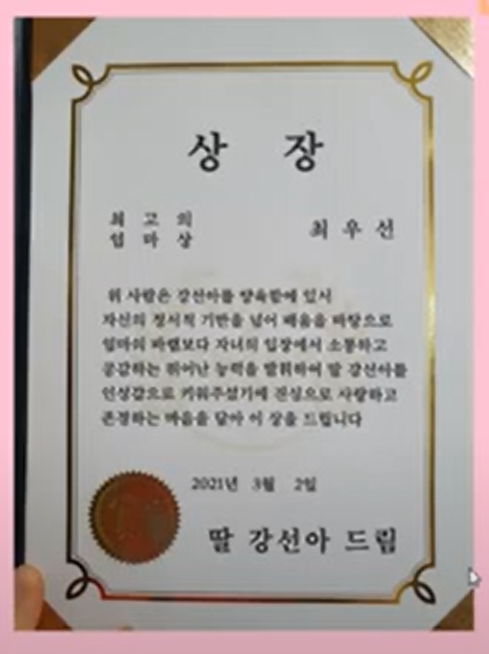 상 장
최 고 의
엄 마 상
최 우 선
위 사람은 강선아를 양육함에 있서
자신의 정서적 기반을 넘어 배움을 바탕으로
엄마의 바램보다 자녀의 입장에서 소통하고
공감하는 뛰어난 능력을 발휘하여 딸 강선아를
인성갑으로 키워주셨기에 진심으로 사랑하고
존경하는 마음을 담아 이 상을 드립니다
2021년 3월 2일
딸 강선아 드림